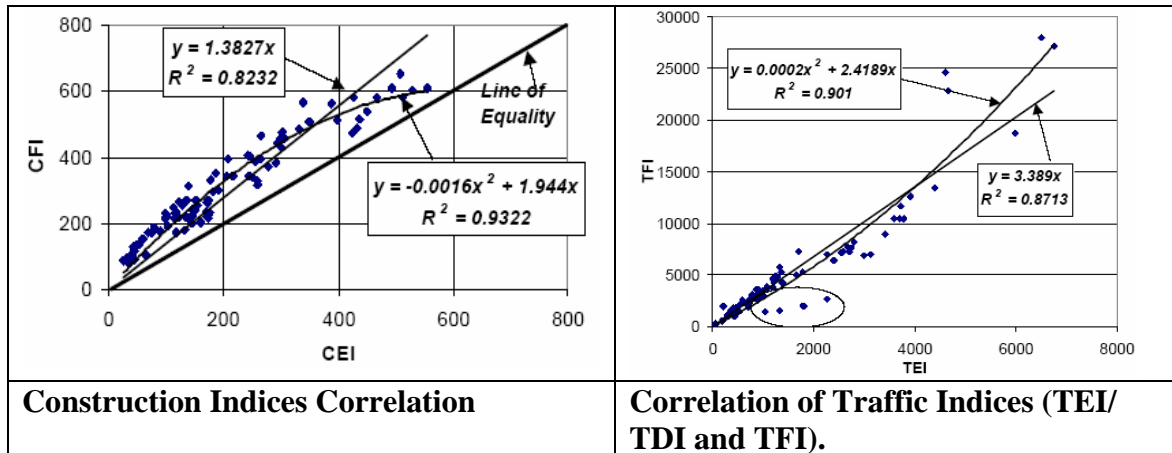 800
600
400
200
0
0 200 400 600 800
CFI
CEI
y = 1.3827x
R² = 0.8232
Line of
Equality
y = -0.0016x² + 1.944x
R² = 0.9322
30000
25000
20000
15000
10000
5000
0
0 2000 4000 6000 8000
TFI
TEI
y = 0.0002x² + 2.4189x
R² = 0.901
y = 3.389x
R² = 0.8713
Construction Indices Correlation
Correlation of Traffic Indices (TEI/
TDI and TFI).